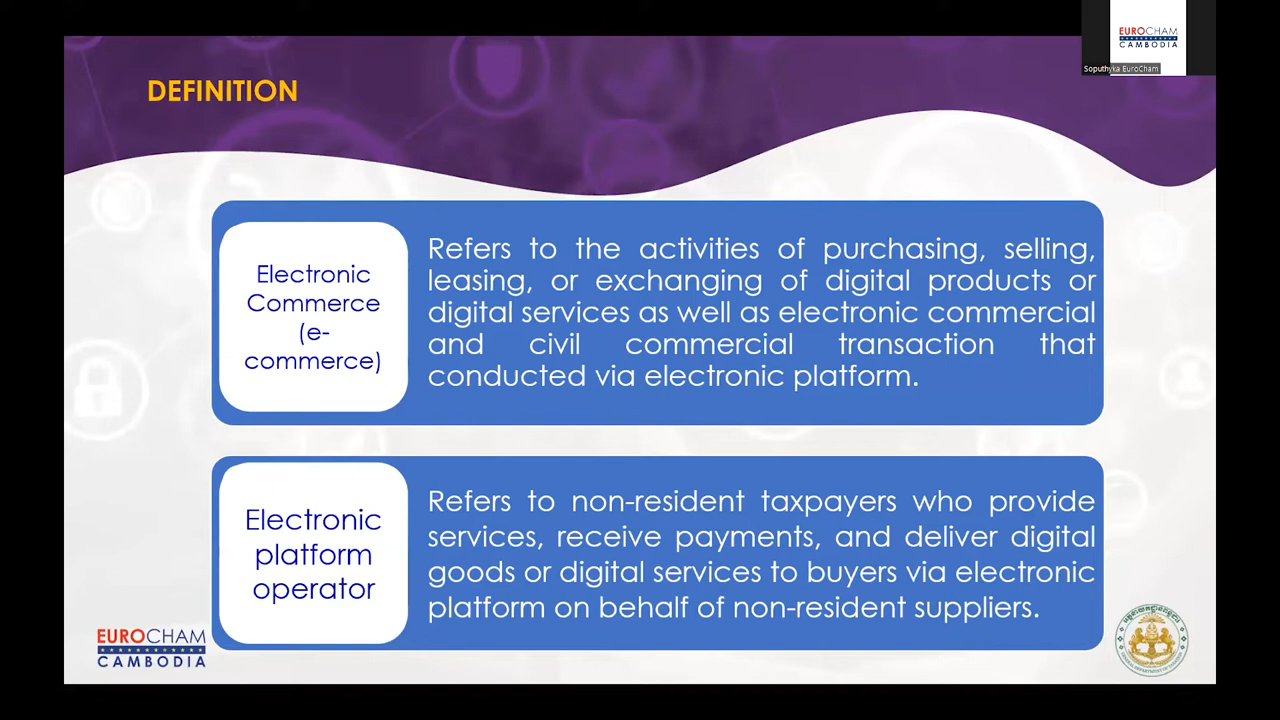 EUROCHAM
CAMBODIA
Soputhyka EuroCham
DEFINITION
Electronic
Commerce
(e-
commerce)
Refers to the activities of purchasing, selling,
leasing, or exchanging of digital products or
digital services as well as electronic commercial
and civil commercial transaction that
conducted via electronic platform.
Electronic
platform
operator
Refers to non-resident taxpayers who provide
services, receive payments, and deliver digital
goods or digital services to buyers via electronic
platform on behalf of non-resident suppliers.
EUROCHAM
CAMBODIA